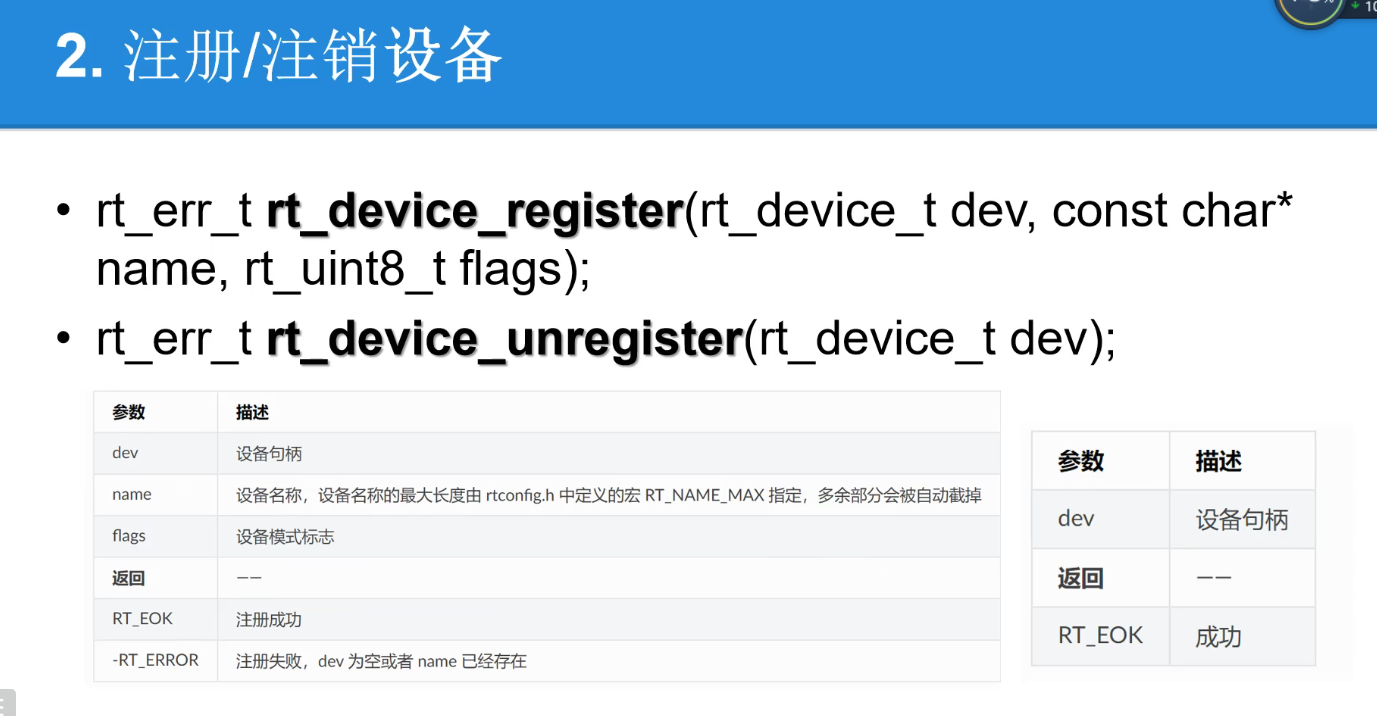 2. 注册/注销设备
• rt_err_t rt_device_register(rt_device_t dev, const char*
name, rt_uint8_t flags);
• rt_err_t rt_device_unregister(rt_device_t dev);
参数 描述
dev 设备句柄
name 设备名称，设备名称的最大长度由 rtconfig.h 中定义的宏 RT_NAME_MAX 指定，多余部分会被自动截掉
flags 设备模式标志
返回 ——
RT_EOK 注册成功
-RT_ERROR 注册失败，dev 为空或者 name 已经存在
参数 描述
dev 设备句柄
返回 ——
RT_EOK 成功